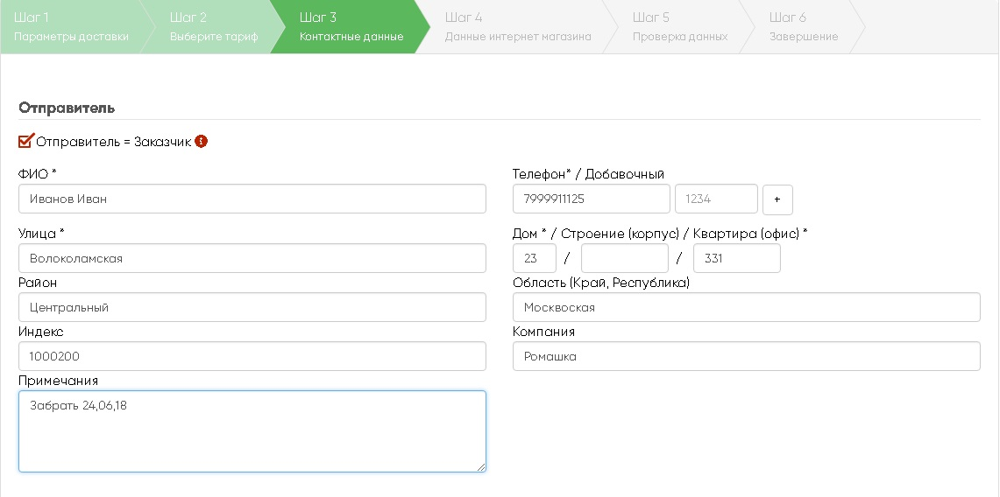 Шаг 1
Параметры доставки
Шаг 2
Выберите тариф
Шаг 3
Контактные данные
Шаг 4
Данные интернет магазина
Шаг 5
Проверка данных
Шаг 6
Завершение
Отправитель
Отправитель = Заказчик
ФИО *
Иванов Иван
Телефон* / Добавочный
7999911125
1234
+
Улица *
Волоколамская
Дом * / Строение (корпус) / Квартира (офис) *
23 / / 331
Район
Центральный
Область (Край, Республика)
Москвоская
Индекс
1000200
Компания
Ромашка
Примечания
Забрать 24,06,18